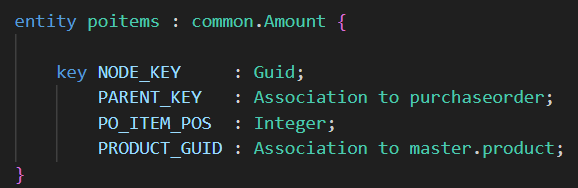 entity poitems : common.Amount {
key NODE_KEY : Guid;
PARENT_KEY : Association to purchaseorder;
PO_ITEM_POS : Integer;
PRODUCT_GUID : Association to master.product;
}